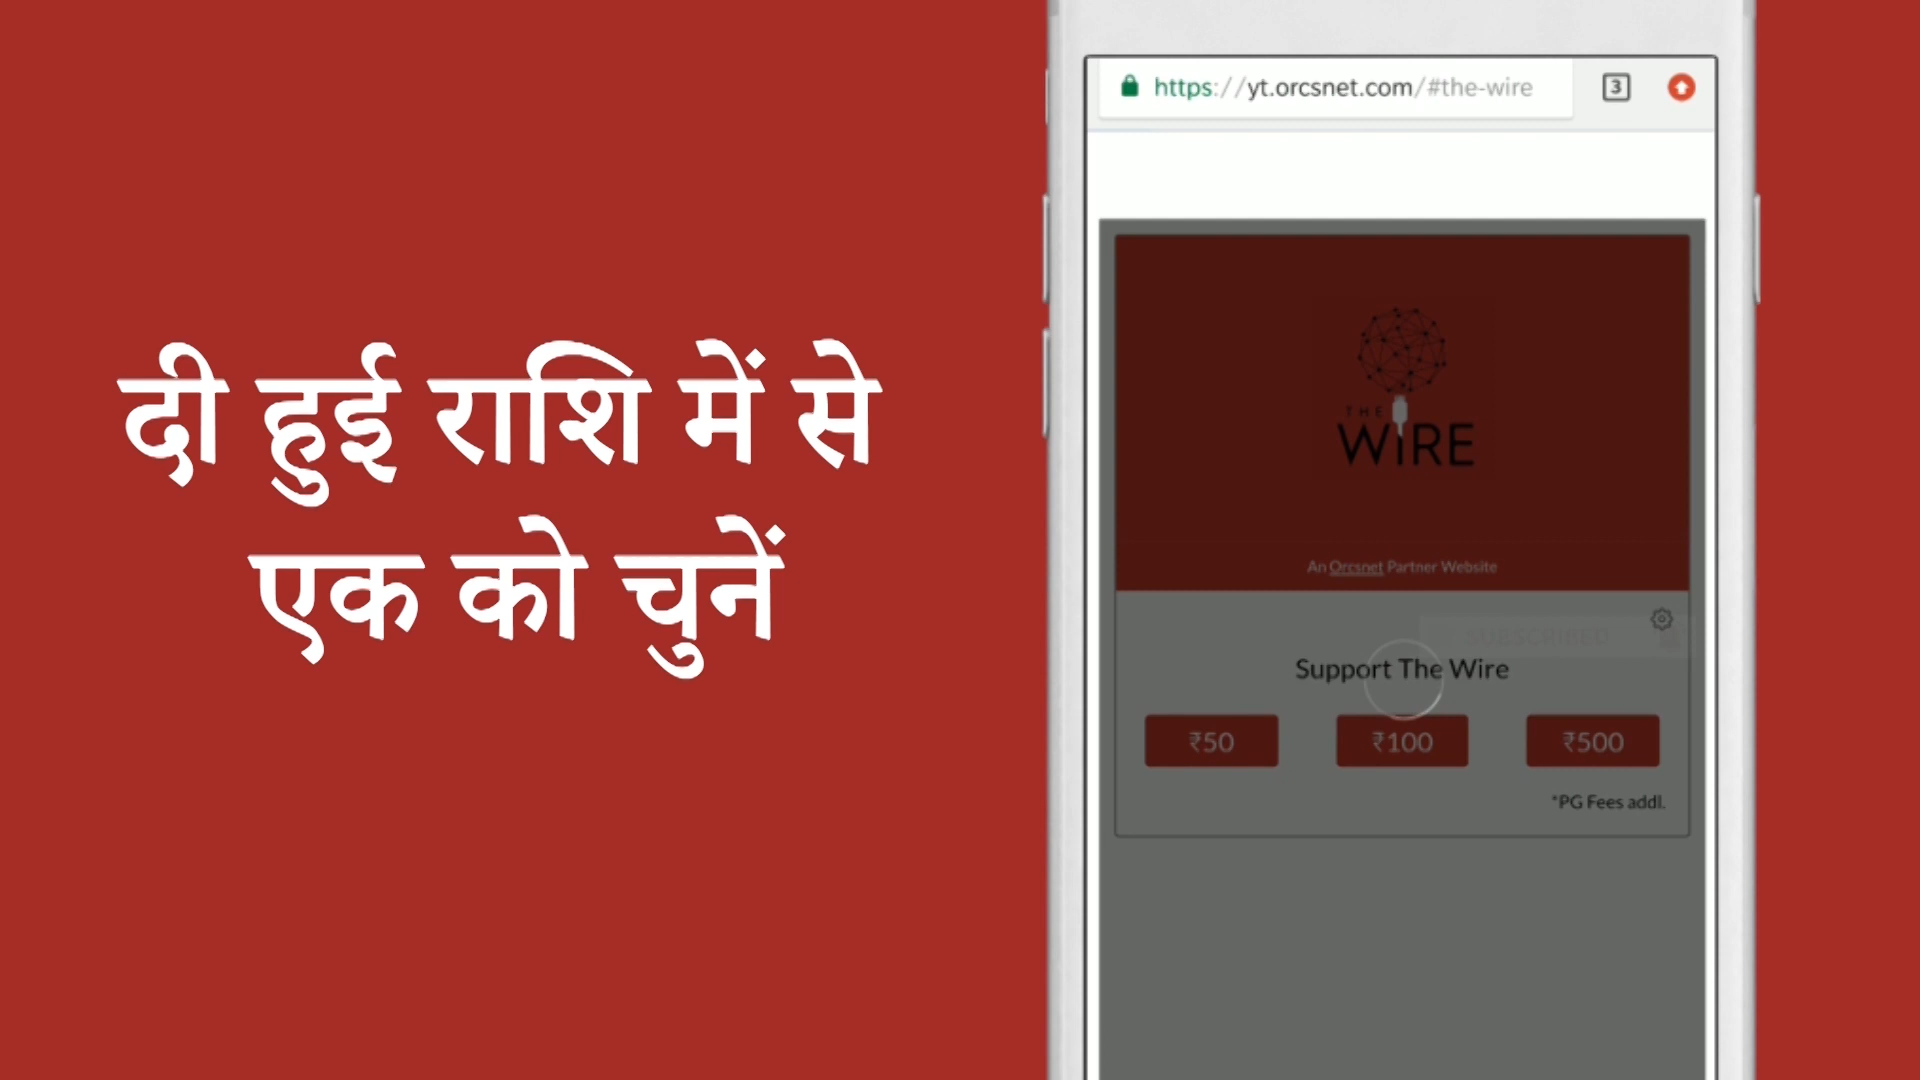 दी हुई राशि में से
एक को चुनें
https://yt.orcsnet.com/#the-wire
3
THE
WIRE
An Orcsnet Partner Website
SUBSCRIBED
Support The Wire
₹50 ₹100 ₹500
*PG Fees addl.